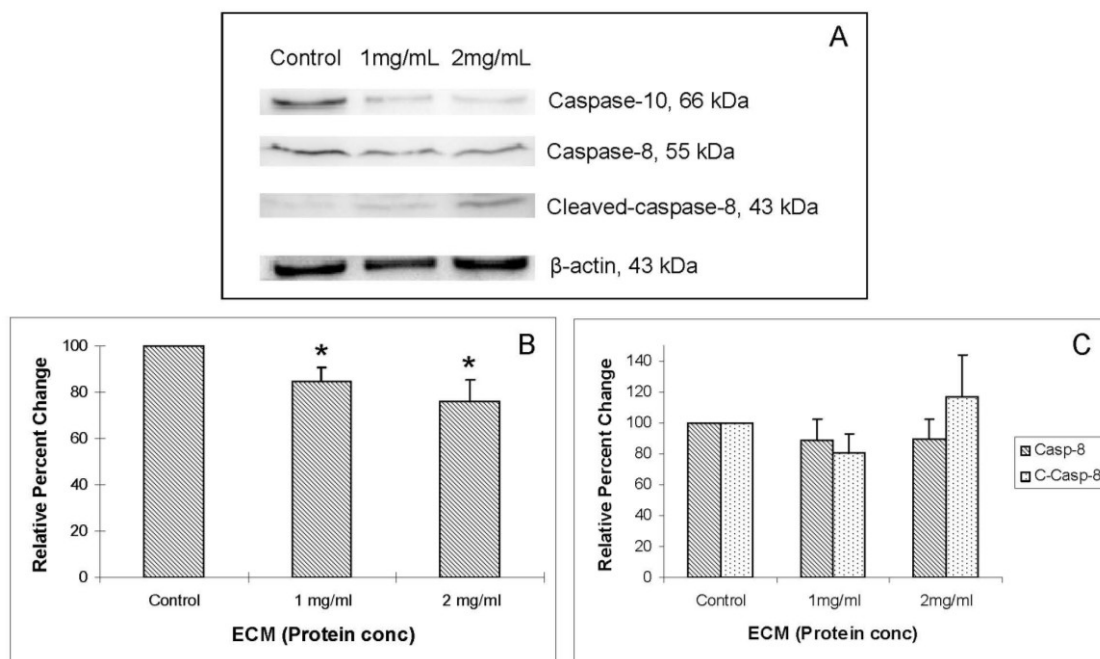 A
Control 1mg/mL 2mg/mL
Caspase-10, 66 kDa
Caspase-8, 55 kDa
Cleaved-caspase-8, 43 kDa
β-actin, 43 kDa
B
Relative Percent Change
100
80
60
40
20
0
* *
Control 1 mg/ml 2 mg/ml
ECM (Protein conc)
C
Relative Percent Change
140
120
100
80
60
40
20
0
Control 1mg/ml 2mg/ml
ECM (Protein conc)
Casp-8
C-Casp-8